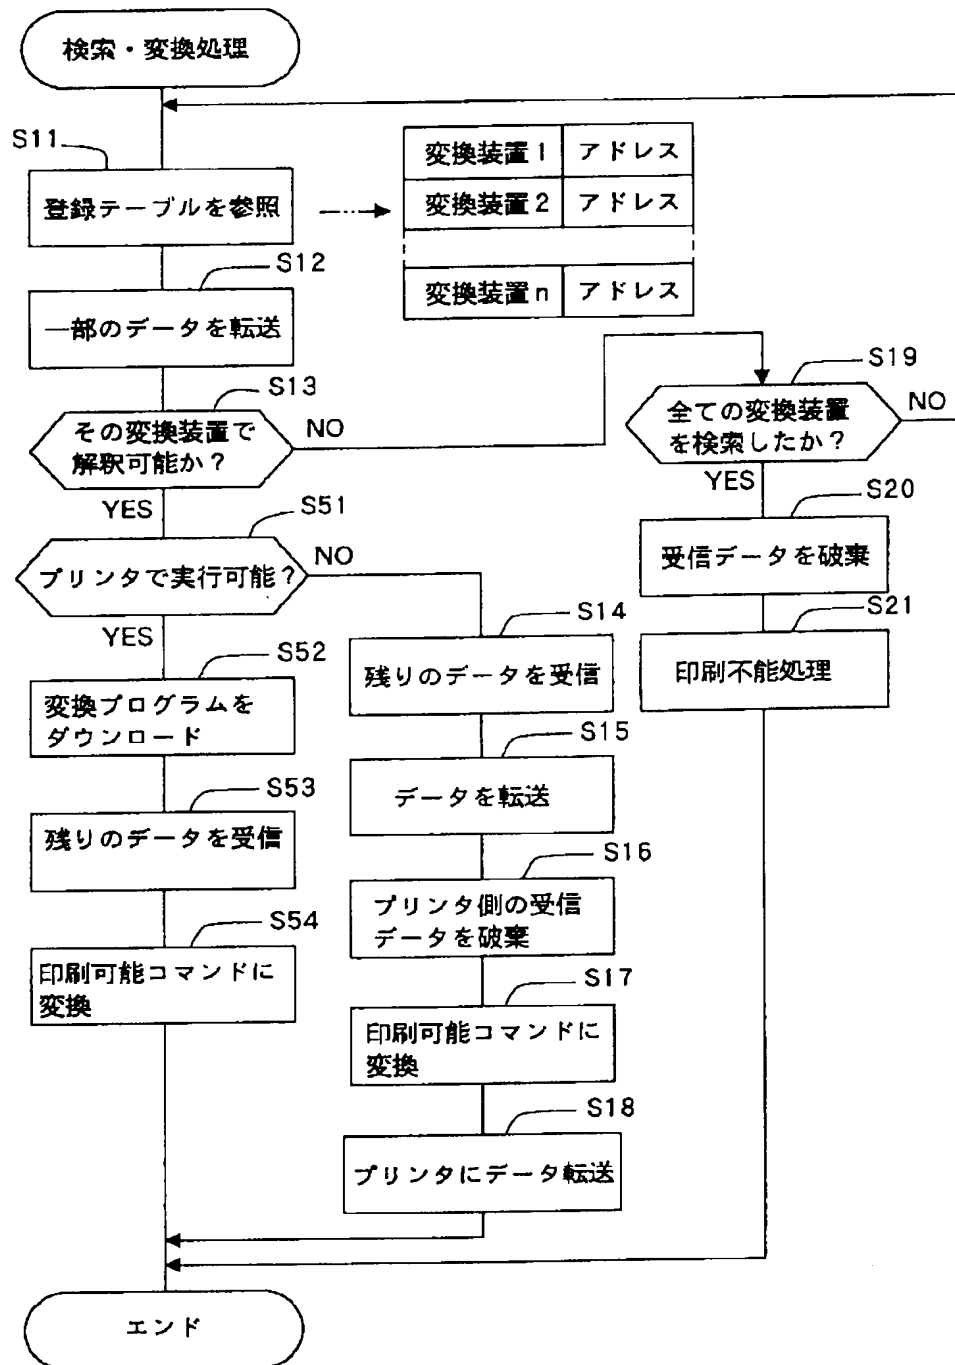 検索・変換処理
S11
登録テーブルを参照
変換装置1 アドレス
変換装置2 アドレス
変換装置n アドレス
S12
一部のデータを転送
S13
その変換装置で
解釈可能か?
NO
YES
S19
全ての変換装置
を検索したか?
NO
YES
S20
受信データを破棄
S21
印刷不能処理
S51
プリンタで実行可能?
NO
YES
S52
変換プログラムを
ダウンロード
S53
残りのデータを受信
S54
印刷可能コマンドに
変換
S14
残りのデータを受信
S15
データを転送
S16
プリンタ側の受信
データを破棄
S17
印刷可能コマンドに
変換
S18
プリンタにデータ転送
エンド